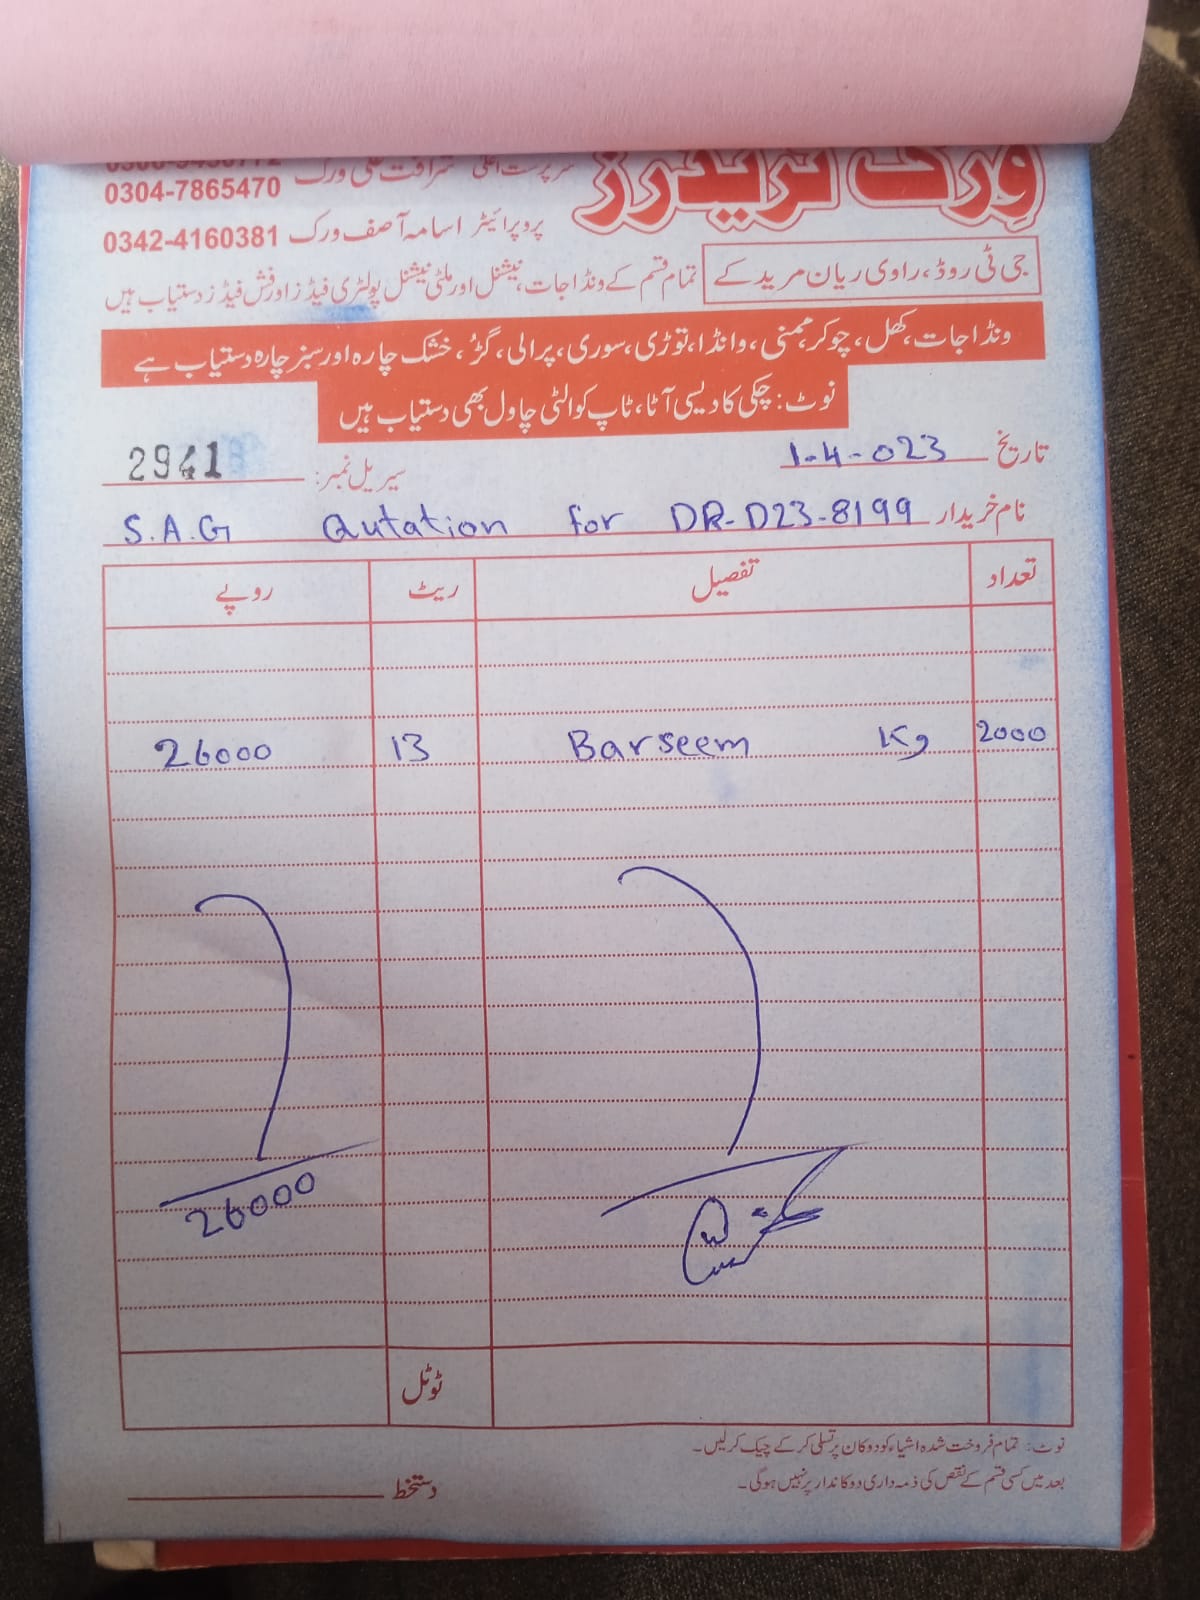 ورک ٹریڈرز
سرپرست اعلیٰ شرافت علی ورک
0304-7865470
پروپرائیٹر اسامہ آصف ورک 0342-4160381
جی ٹی روڈ، راوی ریان مریدکے
تمام قسم کے ونڈا جات، نیشنل اور ملٹی نیشنل پولٹری فیڈز اور فش فیڈز دستیاب ہیں
ونڈا جات، کھل، چوکر، ممنی، وانڈا، توڑی، سوری، پرالی، گڑ، خشک چارہ اور سبز چارہ دستیاب ہے
نوٹ: چکی کا دیسی آٹا، ٹاپ کوالٹی چاول بھی دستیاب ہیں
تاریخ 1-4-023 سیریل نمبر: 2941
نام خریدار S.A.G Qutation for DR-D23-8199
تعداد تفصیل ریٹ روپے
2000 Kg Barseem 13 26000
26000
ٹوٹل
نوٹ: تمام فروخت شدہ اشیاء کو دوکان پر تسلی کر کے چیک کر لیں۔
بعد میں کسی قسم کے نقص کی ذمہ داری دوکاندار پر نہیں ہوگی۔
دستخط